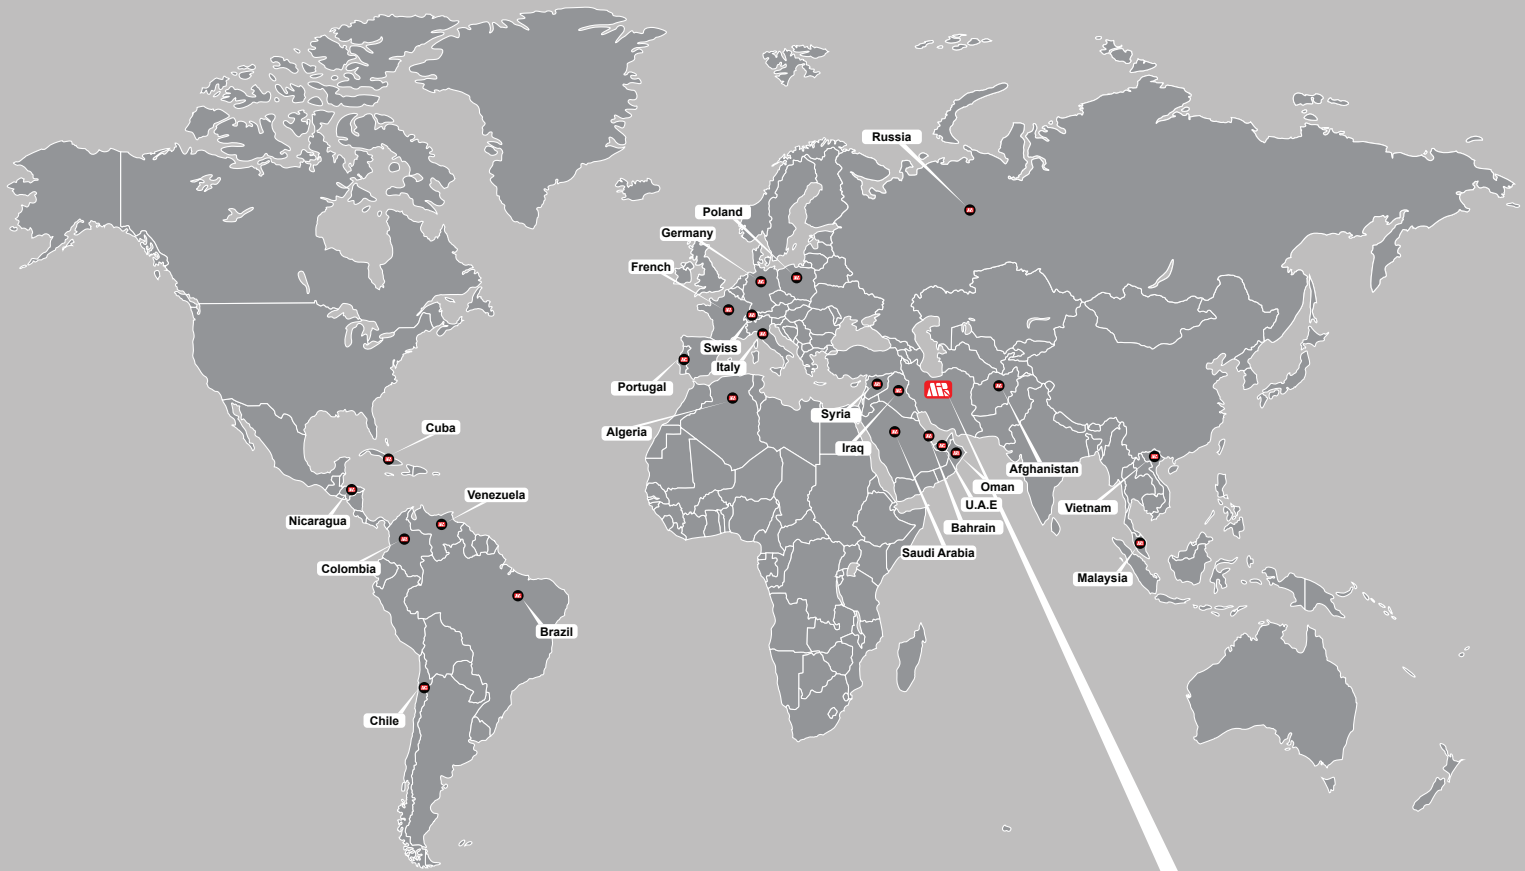 Russia
Poland
Germany
French
Swiss
Italy
Portugal
Algeria
Syria
Iraq
Cuba
Venezuela
Nicaragua
Colombia
Brazil
Chile
Afghanistan
Oman
U.A.E
Bahrain
Saudi Arabia
Vietnam
Malaysia